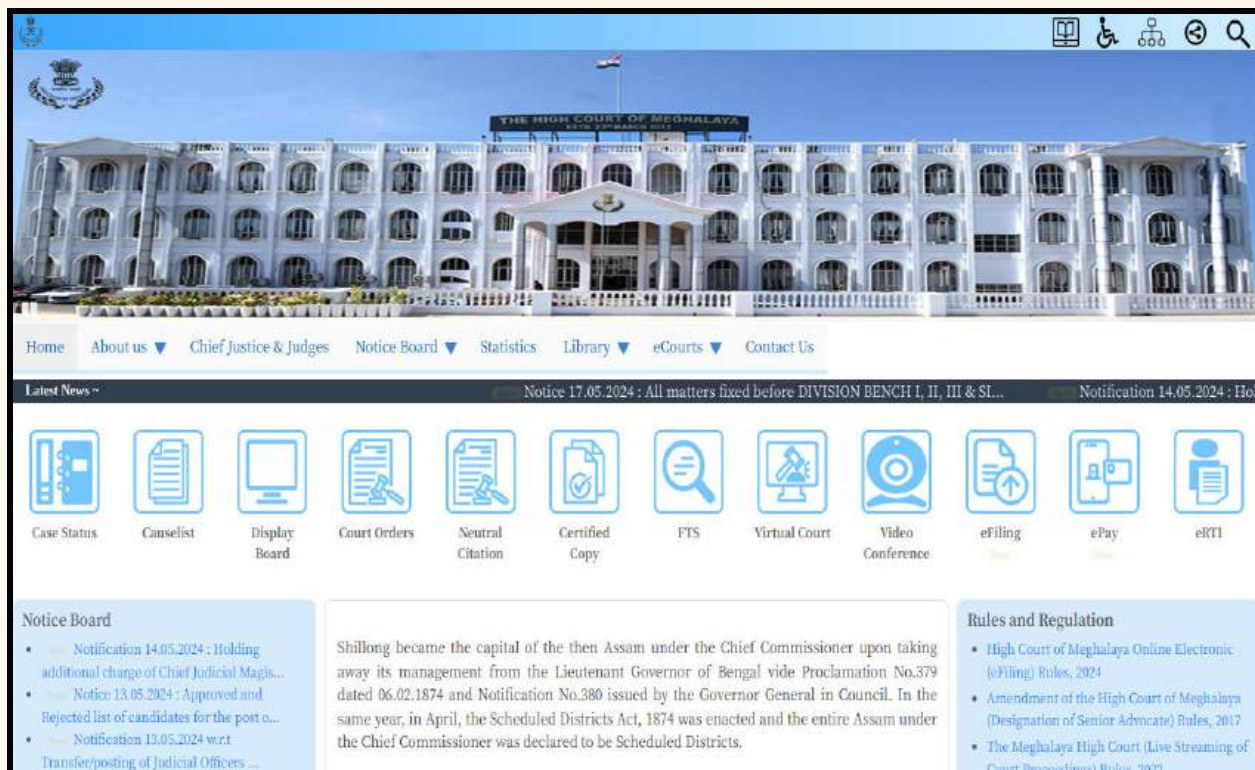 THE HIGH COURT OF MEGHALAYA
Home About us ▼ Chief Justice & Judges Notice Board ▼ Statistics Library ▼ eCourts ▼ Contact Us
Latest News ~ Notice 17.05.2024 : All matters fixed before DIVISION BENCH I, II, III & SI... Notification 14.05.2024 : Hol
Case Status
Causelist
Display
Board
Court Orders
Neutral
Citation
Certified
Copy
FTS
Virtual Court
Video
Conference
eFiling
ePay
eRTI
Notice Board
• Notification 14.05.2024 : Holding
additional charge of Chief Judicial Magis...
• Notice 13.05.2024 : Approved and
Rejected list of candidates for the post o...
• Notification 13.05.2024 w.r.t
Transfer/posting of Judicial Officers ...
Shillong became the capital of the then Assam under the Chief Commissioner upon taking
away its management from the Lieutenant Governor of Bengal vide Proclamation No.379
dated 06.02.1874 and Notification No.380 issued by the Governor General in Council. In the
same year, in April, the Scheduled Districts Act, 1874 was enacted and the entire Assam under
the Chief Commissioner was declared to be Scheduled Districts.
Rules and Regulation
• High Court of Meghalaya Online Electronic
(eFiling) Rules, 2024
• Amendment of the High Court of Meghalaya
(Designation of Senior Advocate) Rules, 2017
• The Meghalaya High Court (Live Streaming of
Court Proceedings) Rules, 2022